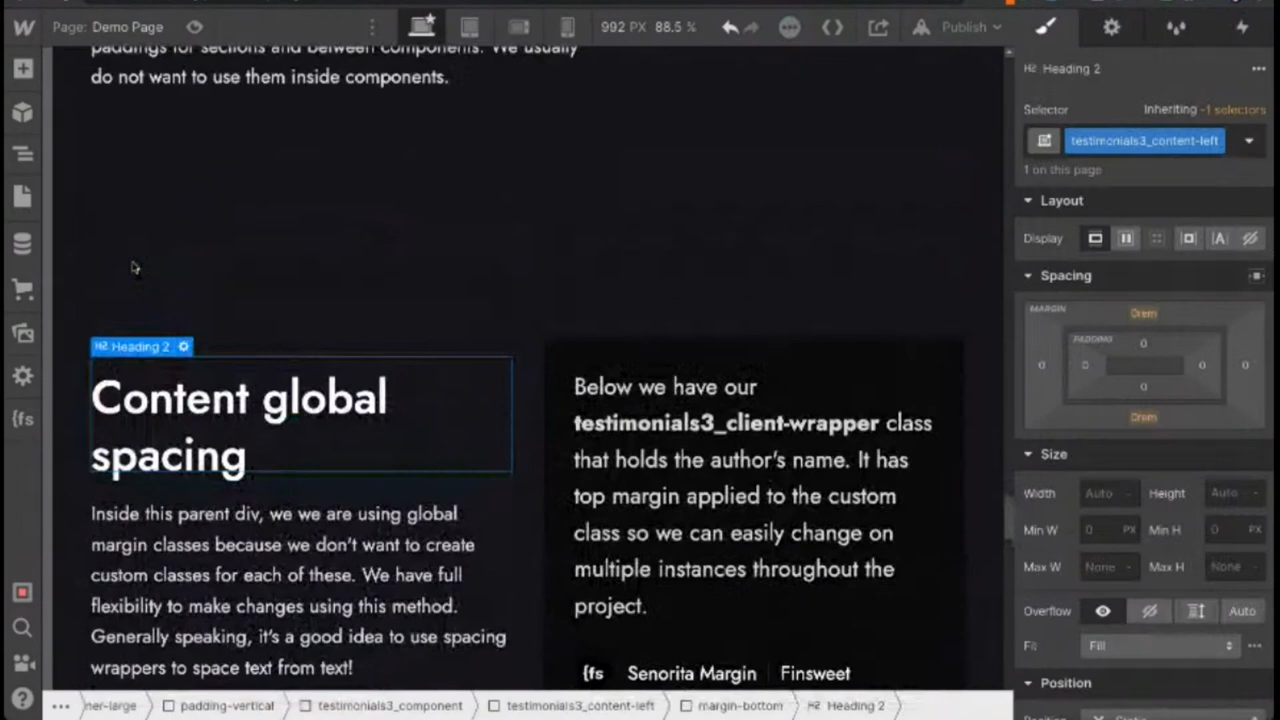 Page: Demo Page
992 PX 88.5 %
Publish
paddings for sections and between components. We usually
do not want to use them inside components.
H2 Heading 2
Content global
spacing
Inside this parent div, we we are using global
margin classes because we don't want to create
custom classes for each of these. We have full
flexibility to make changes using this method.
Generally speaking, it's a good idea to use spacing
wrappers to space text from text!
Below we have our
testimonials3_client-wrapper class
that holds the author's name. It has
top margin applied to the custom
class so we can easily change on
multiple instances throughout the
project.
{fs Senorita Margin Finsweet
{fs
ner-large padding-vertical testimonials3_component testimonials3_content-left margin-bottom H2 Heading 2
H2 Heading 2
Selector Inheriting -1 selectors
testimonials3_content-left
1 on this page
Layout
Display
Spacing
MARGIN
0rem
PADDING
0
0 0 0 0
0
0rem
Size
Width Auto - Height Auto -
Min W 0 PX Min H 0 PX
Max W None - Max H None -
Overflow Auto
Fit Fill
Position
Position Static